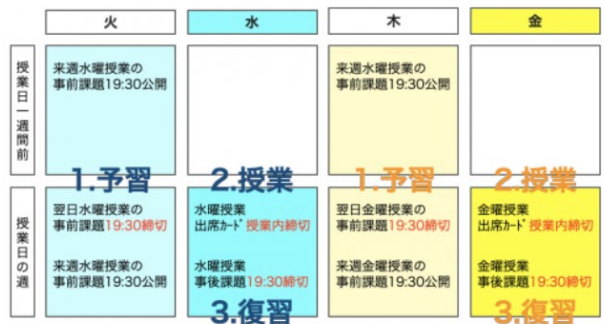 火
水
木
金
授業日一週間前
来週水曜授業の
事前課題19:30公開
来週水曜授業の
事前課題19:30公開
1.予習
2.授業
1.予習
2.授業
授業日の週
翌日水曜授業の
事前課題19:30締切
来週水曜授業の
事前課題19:30公開
水曜授業
出席ｶｰﾄﾞ授業内締切
水曜授業
事後課題19:30締切
3.復習
翌日金曜授業の
事前課題19:30締切
来週金曜授業の
事前課題19:30公開
金曜授業
出席ｶｰﾄﾞ授業内締切
金曜授業
事後課題19:30締切
3.復習